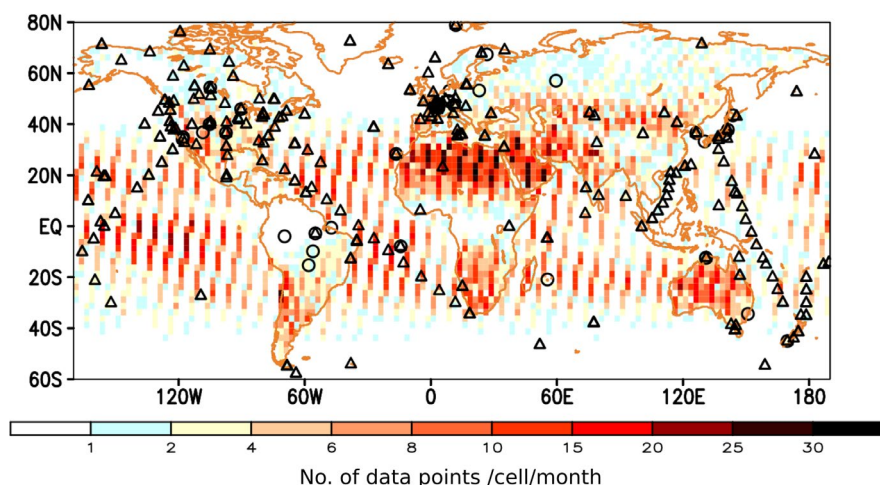 80N
60N
40N
20N
EQ
20S
40S
60S
120W 60W 0 60E 120E 180
1 2 4 6 8 10 15 20 25 30
No. of data points /cell/month